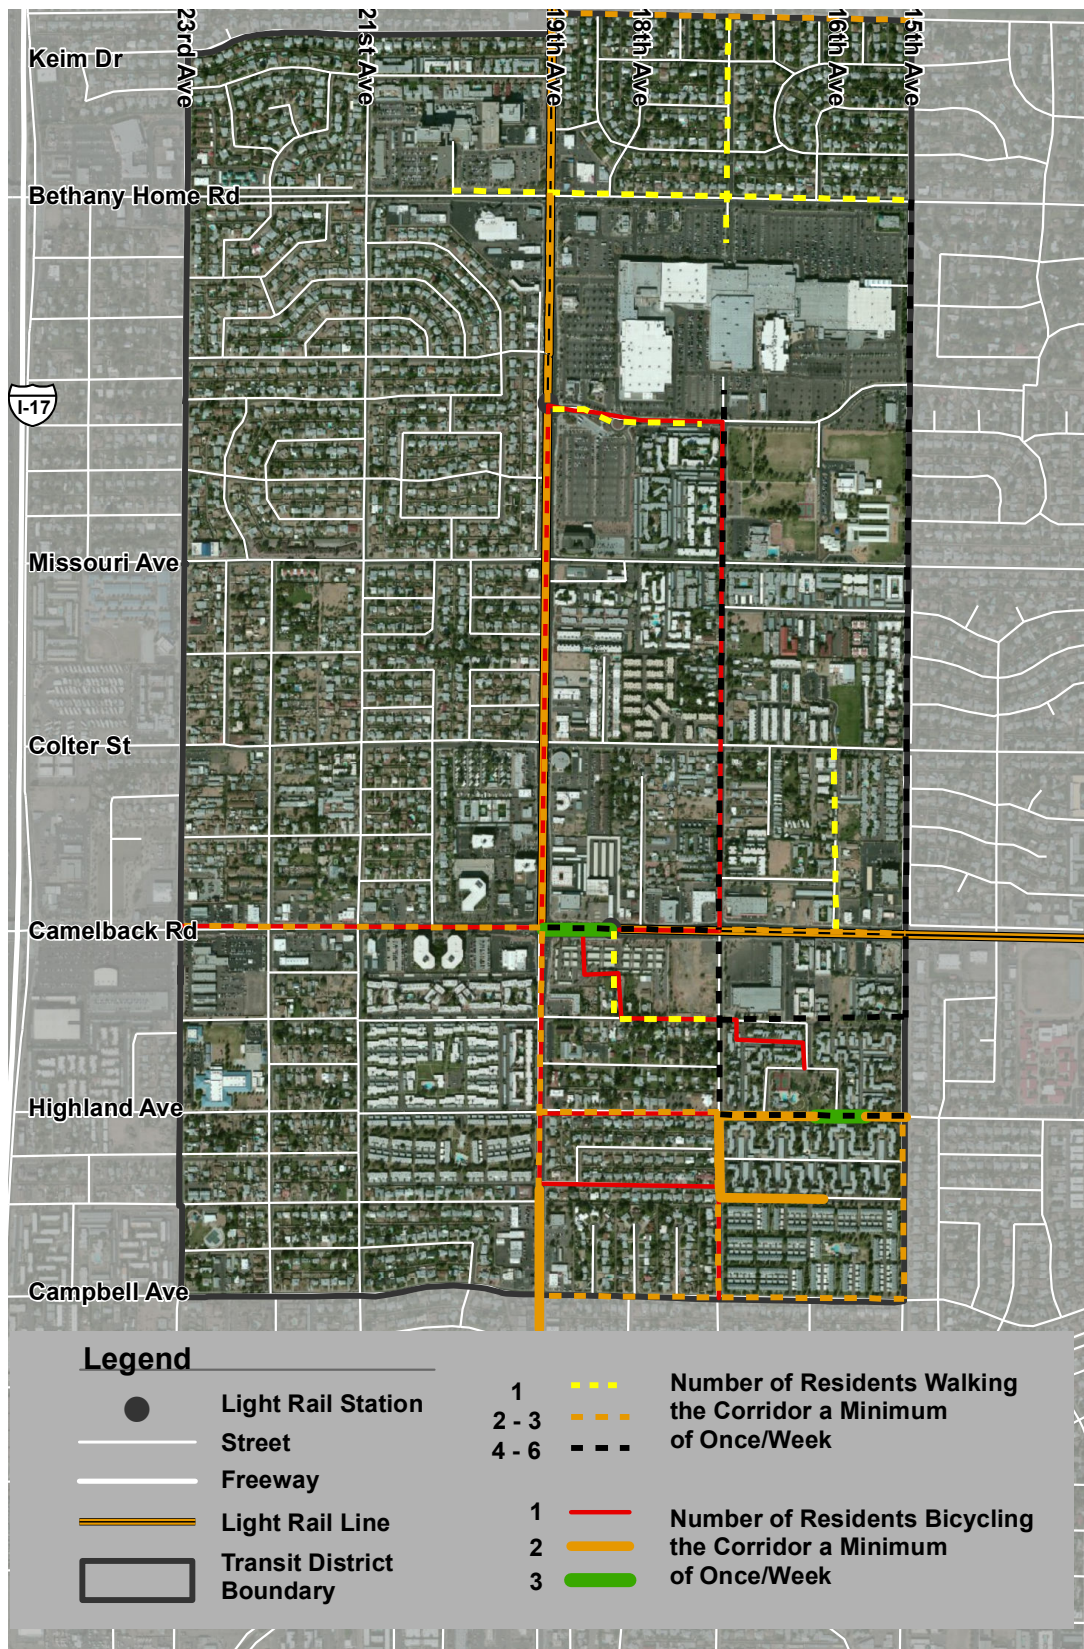 23rd Ave
21st Ave
19th Ave
18th Ave
16th Ave
15th Ave
Keim Dr
Bethany Home Rd
I-17
Missouri Ave
Colter St
Camelback Rd
Highland Ave
Campbell Ave
Legend
Light Rail Station
Street
Freeway
Light Rail Line
Transit District
Boundary
1
2 - 3
4 - 6
Number of Residents Walking
the Corridor a Minimum
of Once/Week
1
2
3
Number of Residents Bicycling
the Corridor a Minimum
of Once/Week